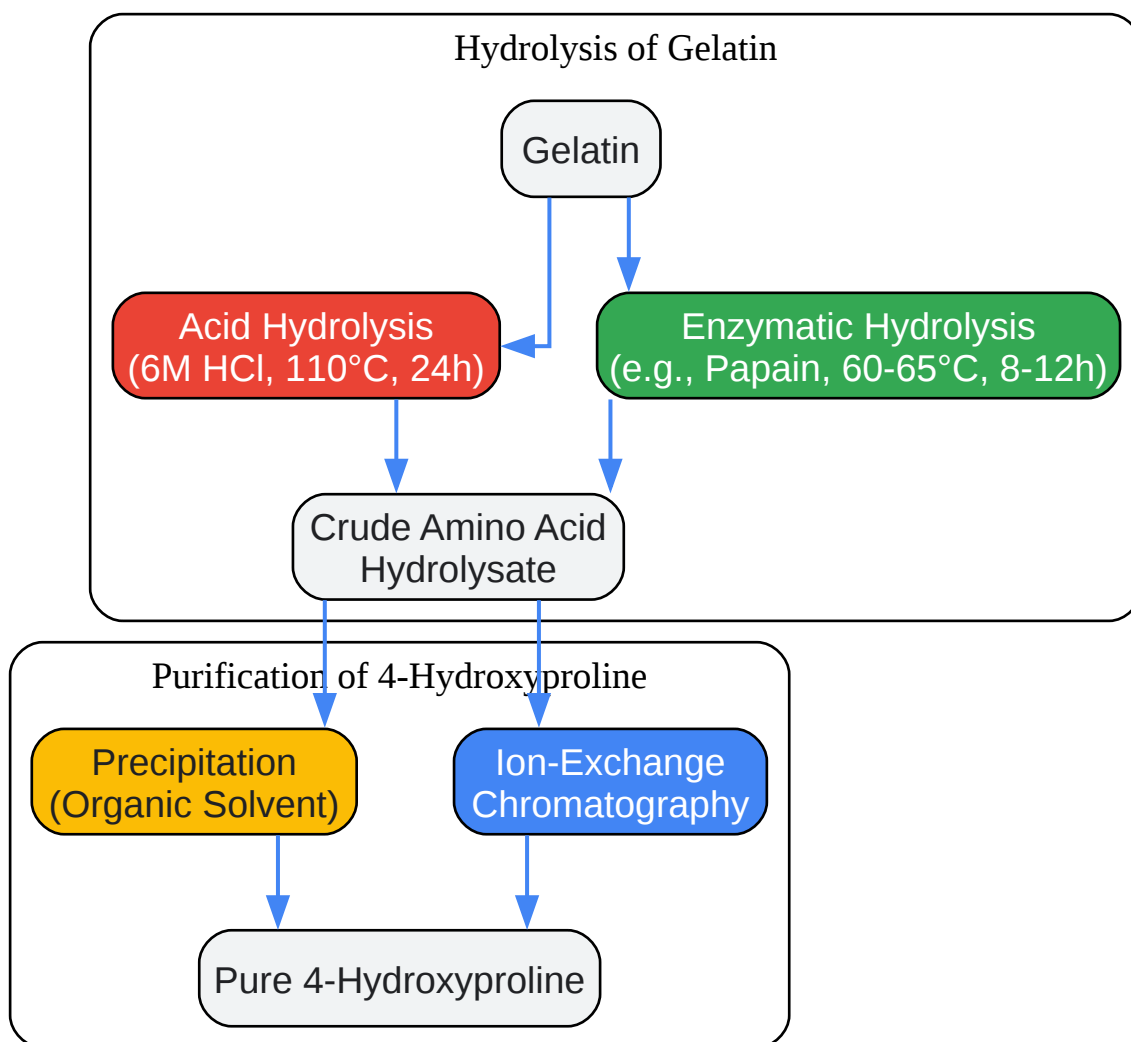 Hydrolysis of Gelatin
Gelatin
Acid Hydrolysis
(6M HCl, 110°C, 24h)
Enzymatic Hydrolysis
(e.g., Papain, 60-65°C, 8-12h)
Crude Amino Acid
Hydrolysate
Purification of 4-Hydroxyproline
Precipitation
(Organic Solvent)
Ion-Exchange
Chromatography
Pure 4-Hydroxyproline